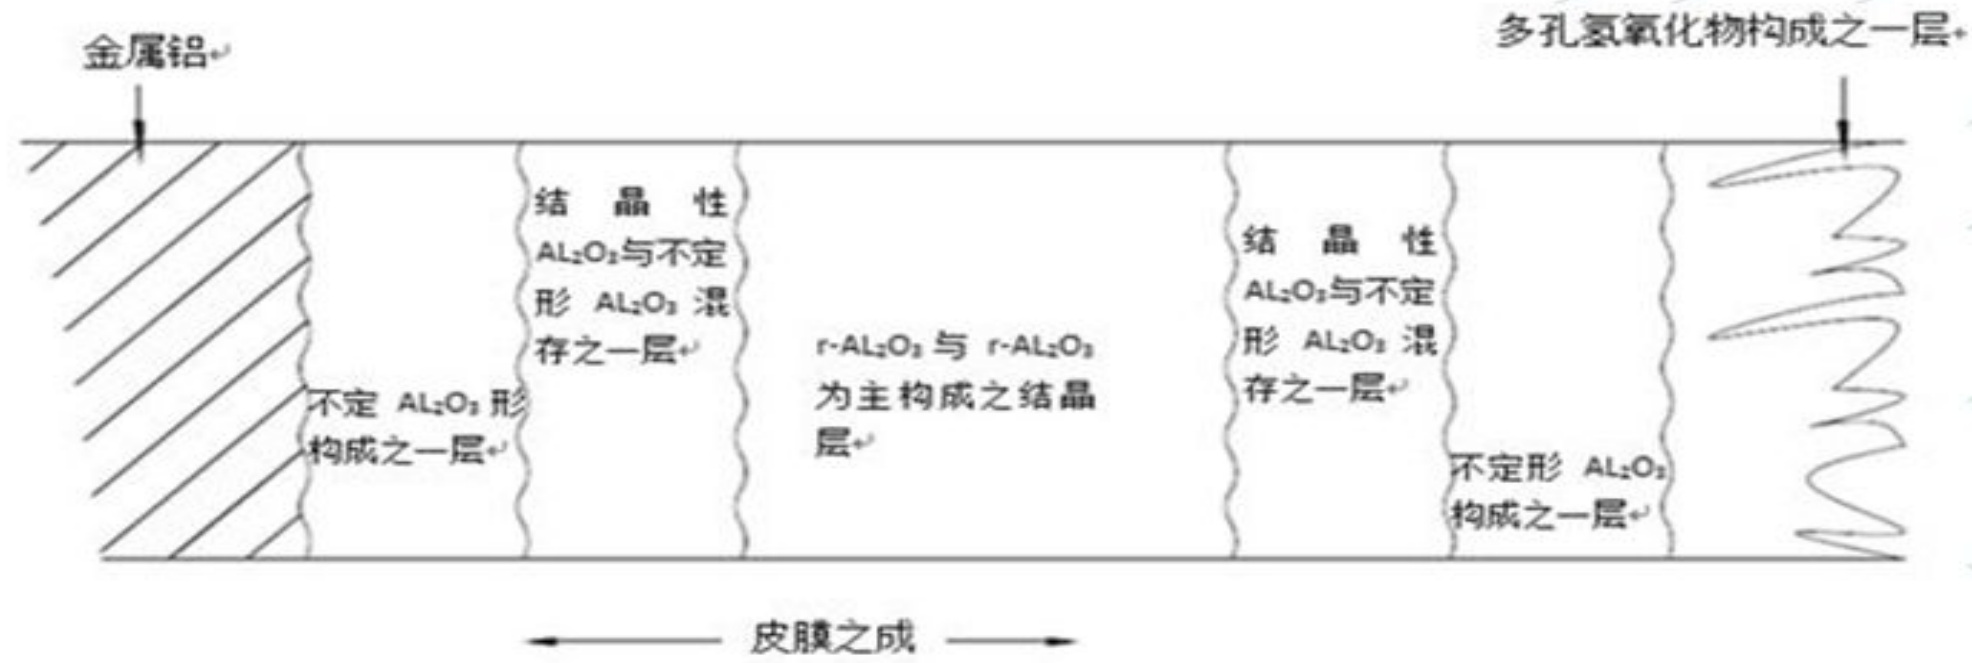 金属铝↵
多孔氢氧化物构成之一层↵
不定 AL₂O₃ 形
构成之一层↵
结 晶 性
AL₂O₃与不定
形 AL₂O₃ 混
存之一层↵
r-AL₂O₃ 与 r-AL₂O₃
为主构成之结晶
层↵
结 晶 性
AL₂O₃与不定
形 AL₂O₃ 混
存之一层↵
不定形 AL₂O₃
构成之一层↵
皮膜之成